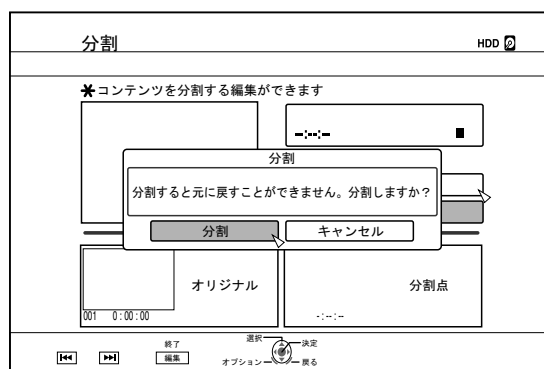 分割
HDD
＊コンテンツを分割する編集ができます
-:--:-
分割
分割すると元に戻すことができません。分割しますか？
分割
キャンセル
オリジナル
分割点
001 0:00:00
-:--:--
終了
編集
選択
決定
オプション
戻る